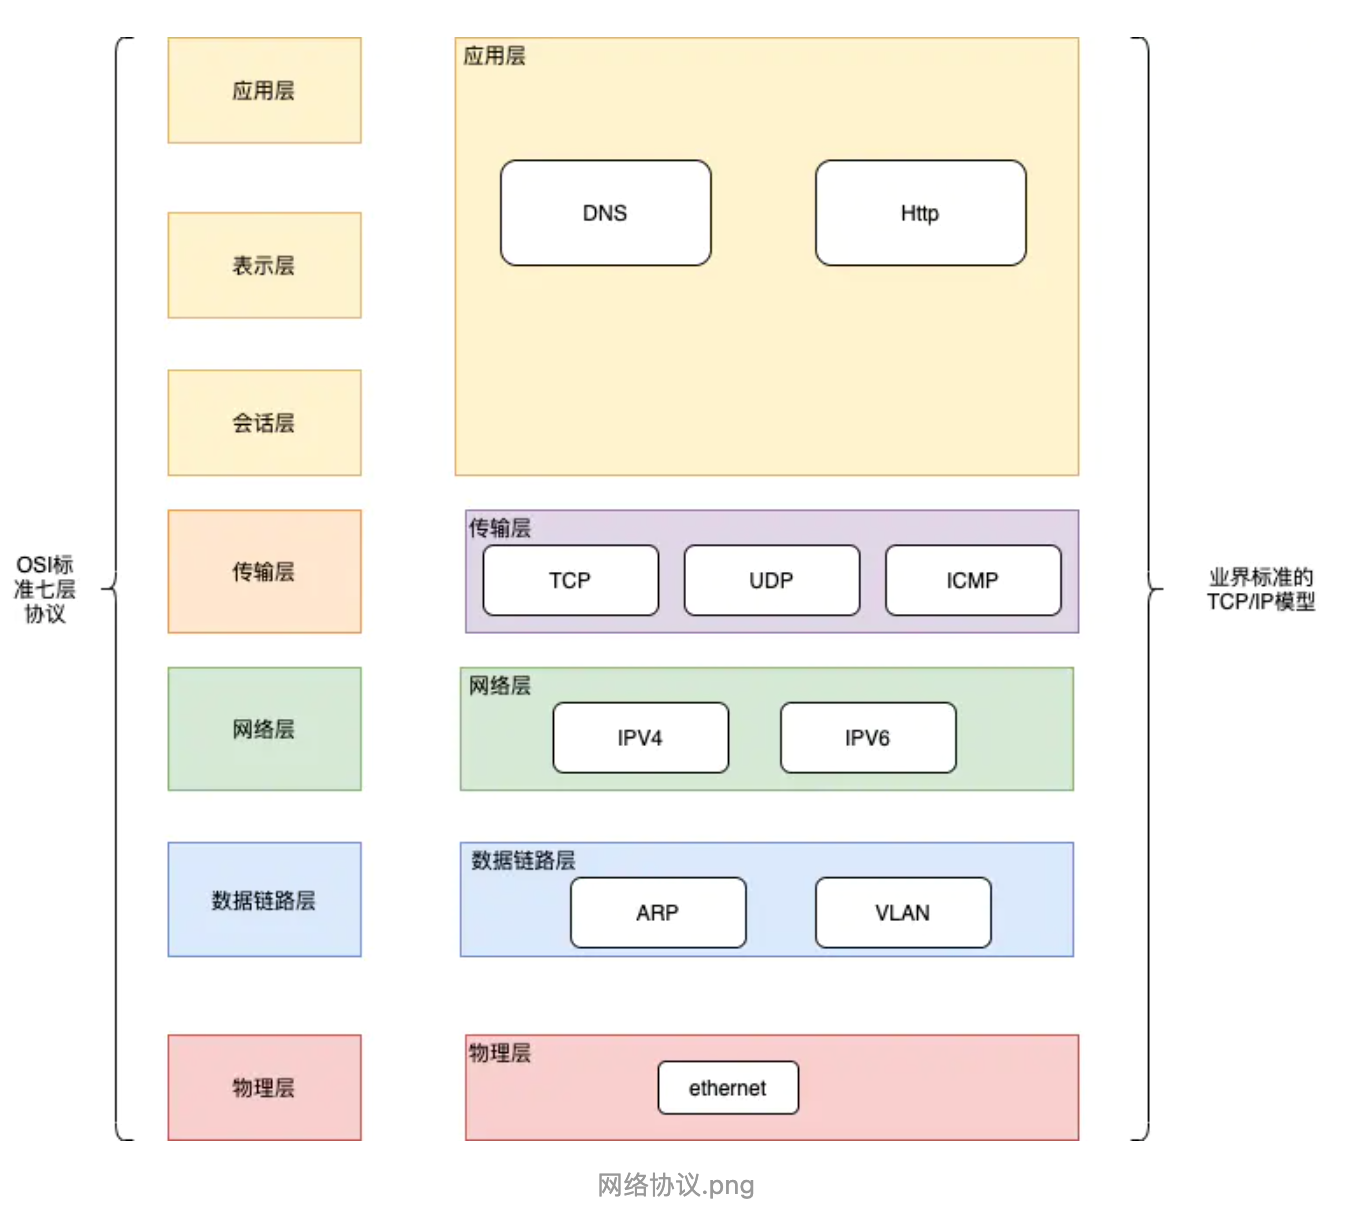 OSI标
准七层
协议
应用层
表示层
会话层
传输层
网络层
数据链路层
物理层
应用层
DNS
Http
传输层
TCP
UDP
ICMP
网络层
IPV4
IPV6
数据链路层
ARP
VLAN
物理层
ethernet
业界标准的
TCP/IP模型
网络协议.png